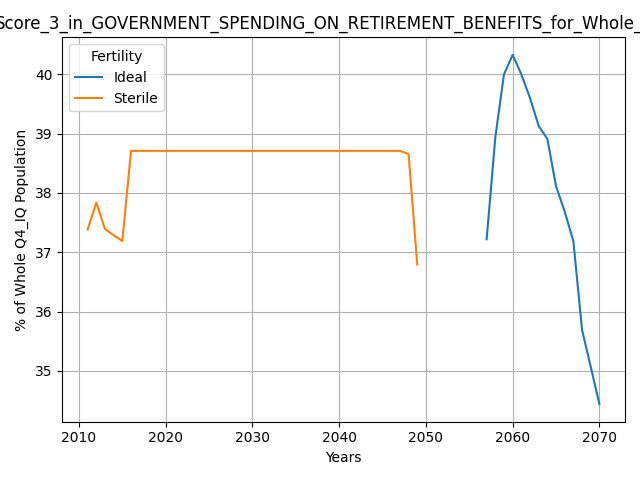 Score_3_in_GOVERNMENT_SPENDING_ON_RETIREMENT_BENEFITS_for_Whole_
Fertility
Ideal
Sterile
% of Whole Q4_IQ Population
40
39
38
37
36
35
2010 2020 2030 2040 2050 2060 2070
Years